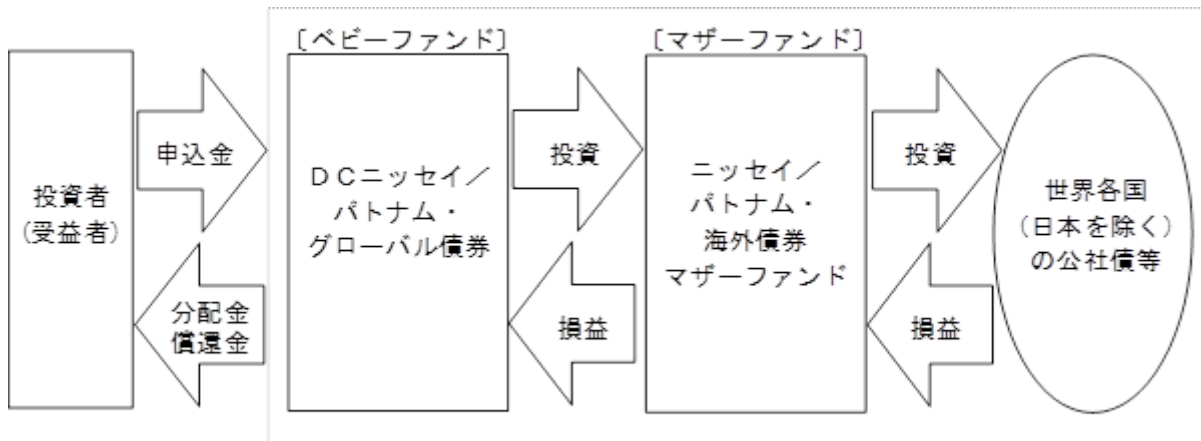 〔ベビーファンド〕
〔マザーファンド〕
投資者
(受益者)
申込金
分配金
償還金
ＤＣニッセイ／
パトナム・
グローバル債券
投資
損益
ニッセイ／
パトナム・
海外債券
マザーファンド
投資
損益
世界各国
(日本を除く)
の公社債等